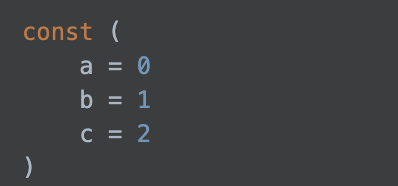 const (
    a = 0
    b = 1
    c = 2
)